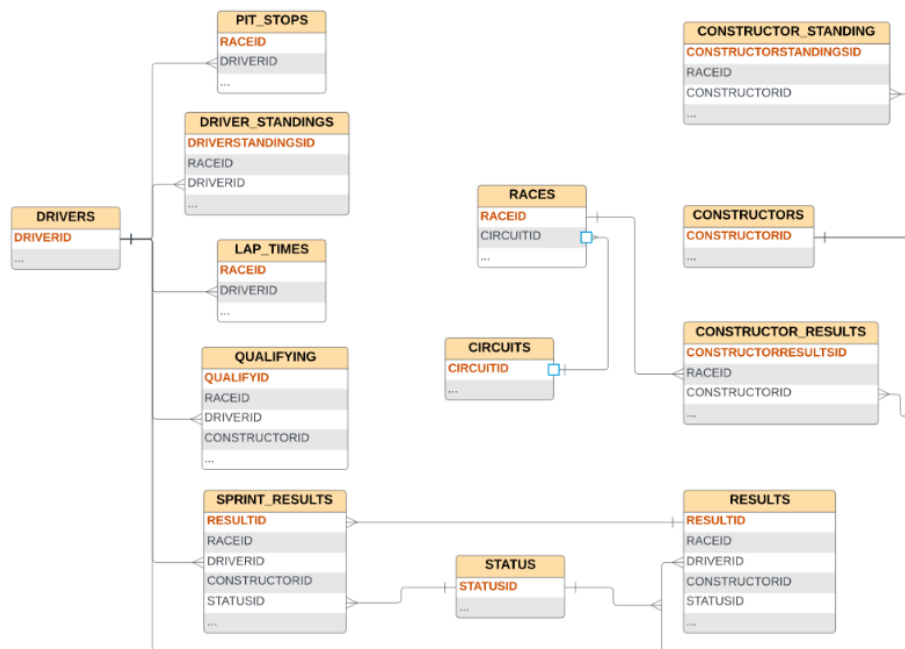 PIT_STOPS
RACEID
DRIVERID
...
DRIVER_STANDINGS
DRIVERSTANDINGSID
RACEID
DRIVERID
...
DRIVERS
DRIVERID
...
LAP_TIMES
RACEID
DRIVERID
...
QUALIFYING
QUALIFYID
RACEID
DRIVERID
CONSTRUCTORID
...
SPRINT_RESULTS
RESULTID
RACEID
DRIVERID
CONSTRUCTORID
STATUSID
...
RACES
RACEID
CIRCUITID
...
CIRCUITS
CIRCUITID
...
STATUS
STATUSID
...
CONSTRUCTOR_STANDING
CONSTRUCTORSTANDINGSID
RACEID
CONSTRUCTORID
...
CONSTRUCTORS
CONSTRUCTORID
...
CONSTRUCTOR_RESULTS
CONSTRUCTORRESULTSID
RACEID
CONSTRUCTORID
...
RESULTS
RESULTID
RACEID
DRIVERID
CONSTRUCTORID
STATUSID
...